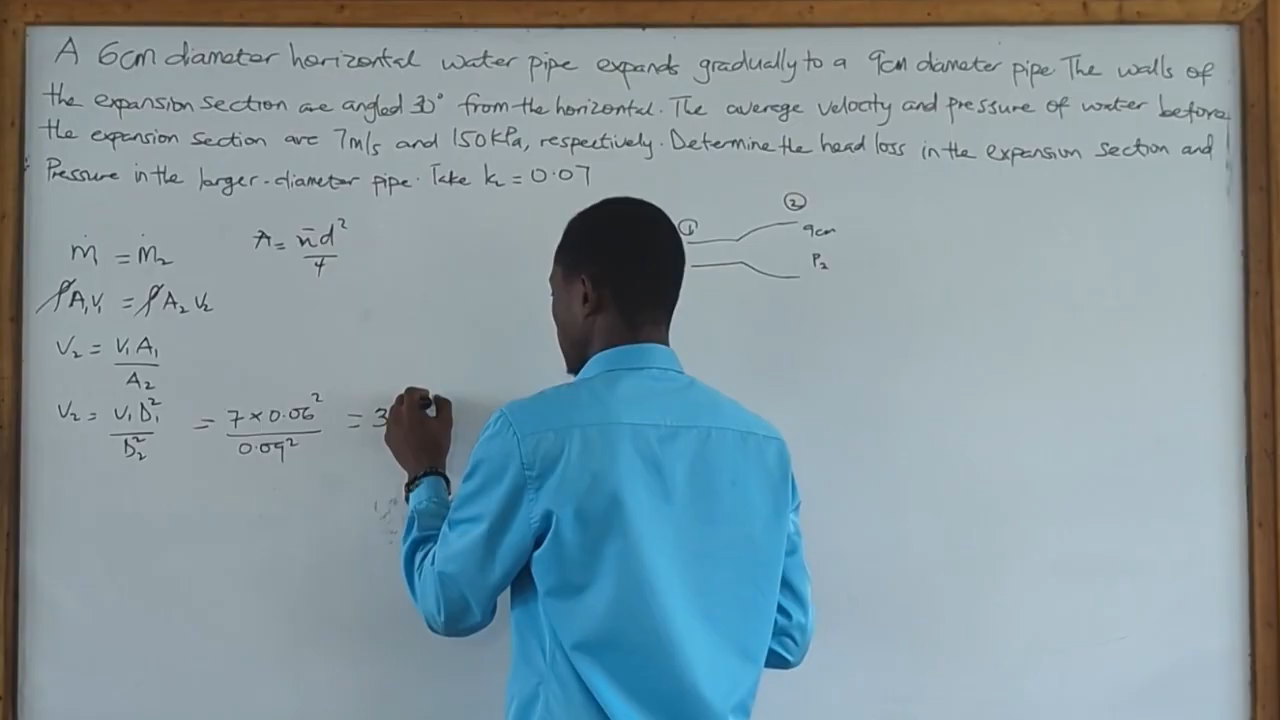 A 6cm diameter horizontal water pipe expands gradually to a 9cm diameter pipe The walls of
the expansion section are angled 30° from the horizontal. The average velocity and pressure of water before
the expansion section are 7m/s and 150KPa, respectively. Determine the head loss in the expansion section and
Pressure in the larger-diameter pipe. Take k_L = 0.07
ṁ = ṁ₂
A = πd²/4
ρA₁V₁ = ρA₂V₂
V₂ = V₁A₁/A₂
V₂ = V₁D₁²/D₂² = 7×0.06²/0.09² = 3
①
②
9cm
P₂